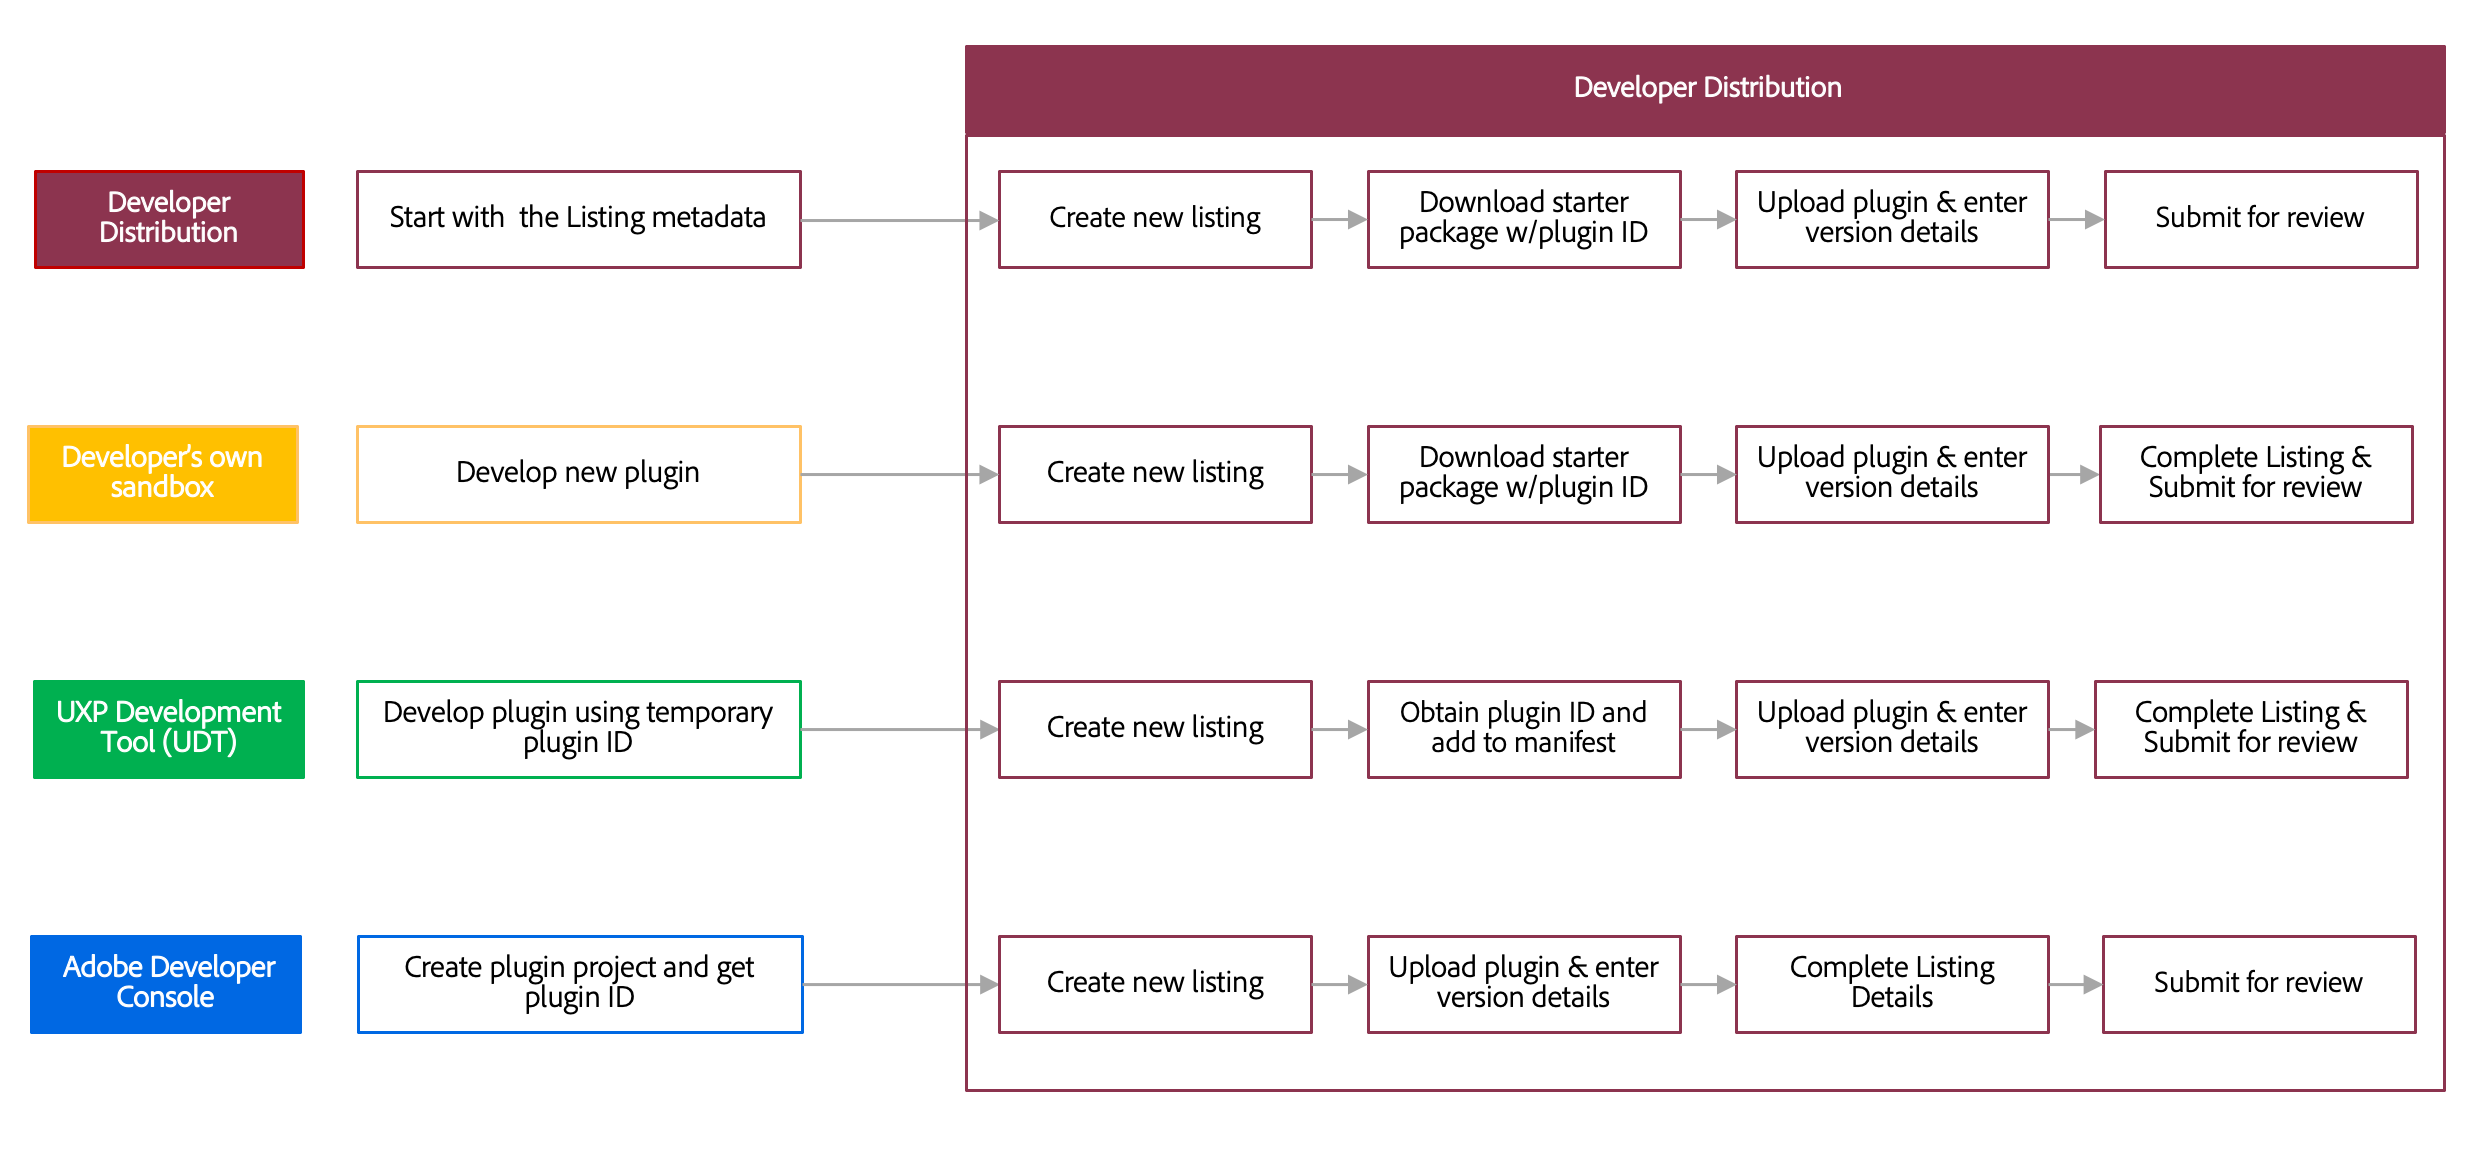 Developer Distribution
Developer
Distribution
Start with  the Listing metadata
Create new listing
Download starter
package w/plugin ID
Upload plugin & enter
version details
Submit for review
Developer's own
sandbox
Develop new plugin
Create new listing
Download starter
package w/plugin ID
Upload plugin & enter
version details
Complete Listing &
Submit for review
UXP Development
Tool (UDT)
Develop plugin using temporary
plugin ID
Create new listing
Obtain plugin ID and
add to manifest
Upload plugin & enter
version details
Complete Listing &
Submit for review
Adobe Developer
Console
Create plugin project and get
plugin ID
Create new listing
Upload plugin & enter
version details
Complete Listing
Details
Submit for review